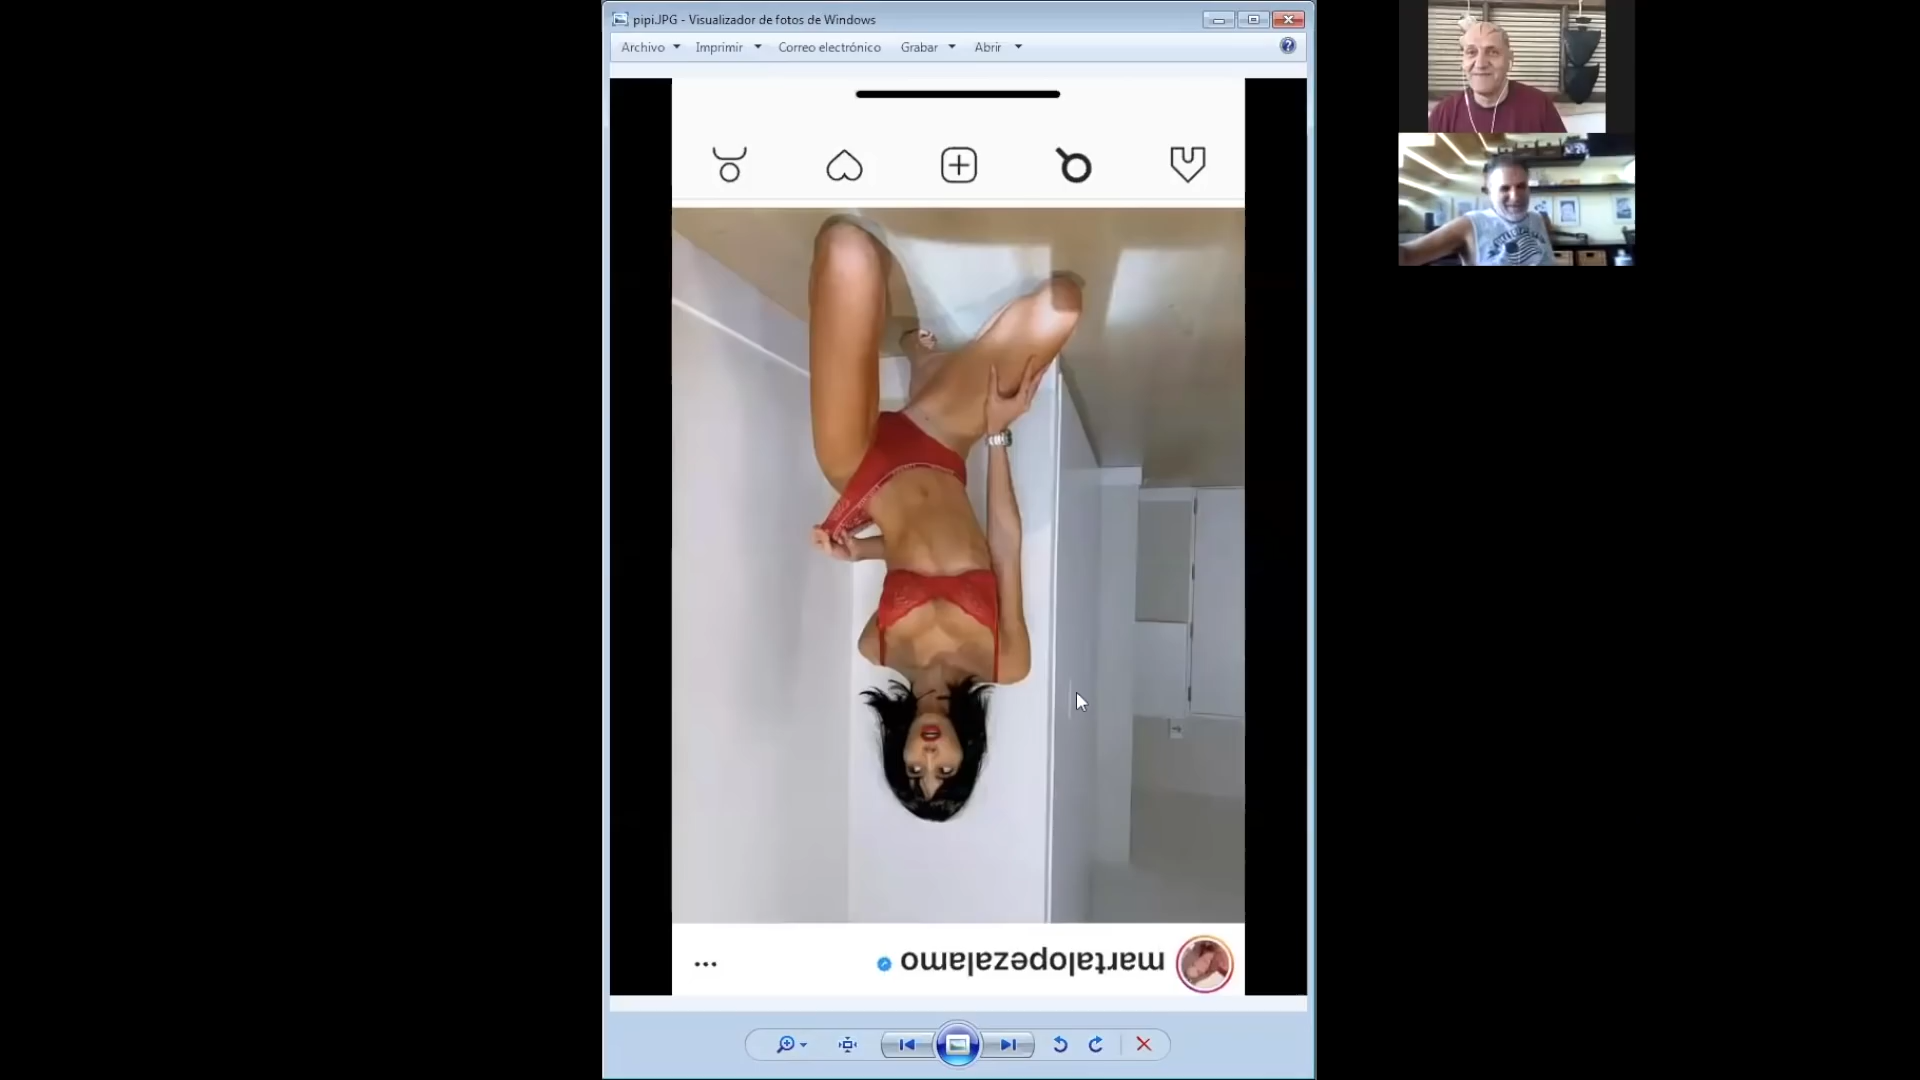 pipi.JPG - Visualizador de fotos de Windows
Archivo Imprimir Correo electrónico Grabar Abrir
martalopezalamo